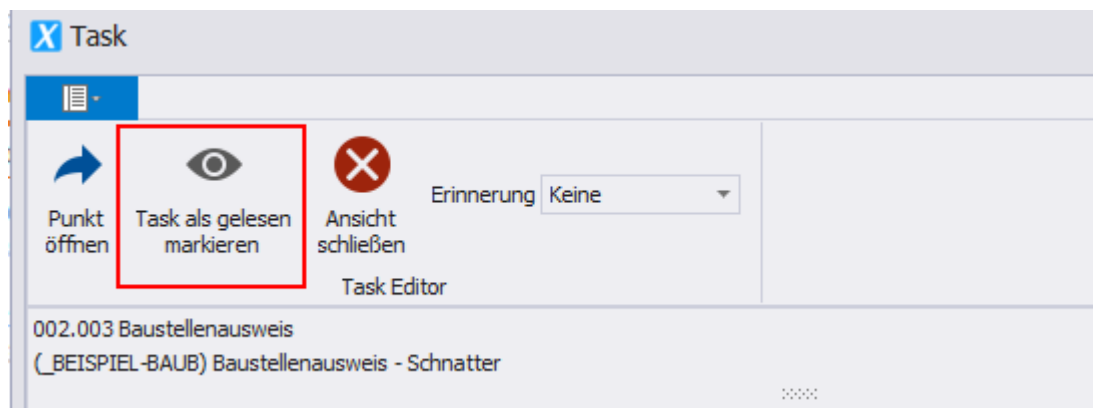 X Task
Punkt
öffnen
Task als gelesen
markieren
Ansicht
schließen
Erinnerung Keine
Task Editor
002.003 Baustellenausweis
(_BEISPIEL-BAUB) Baustellenausweis - Schnatter